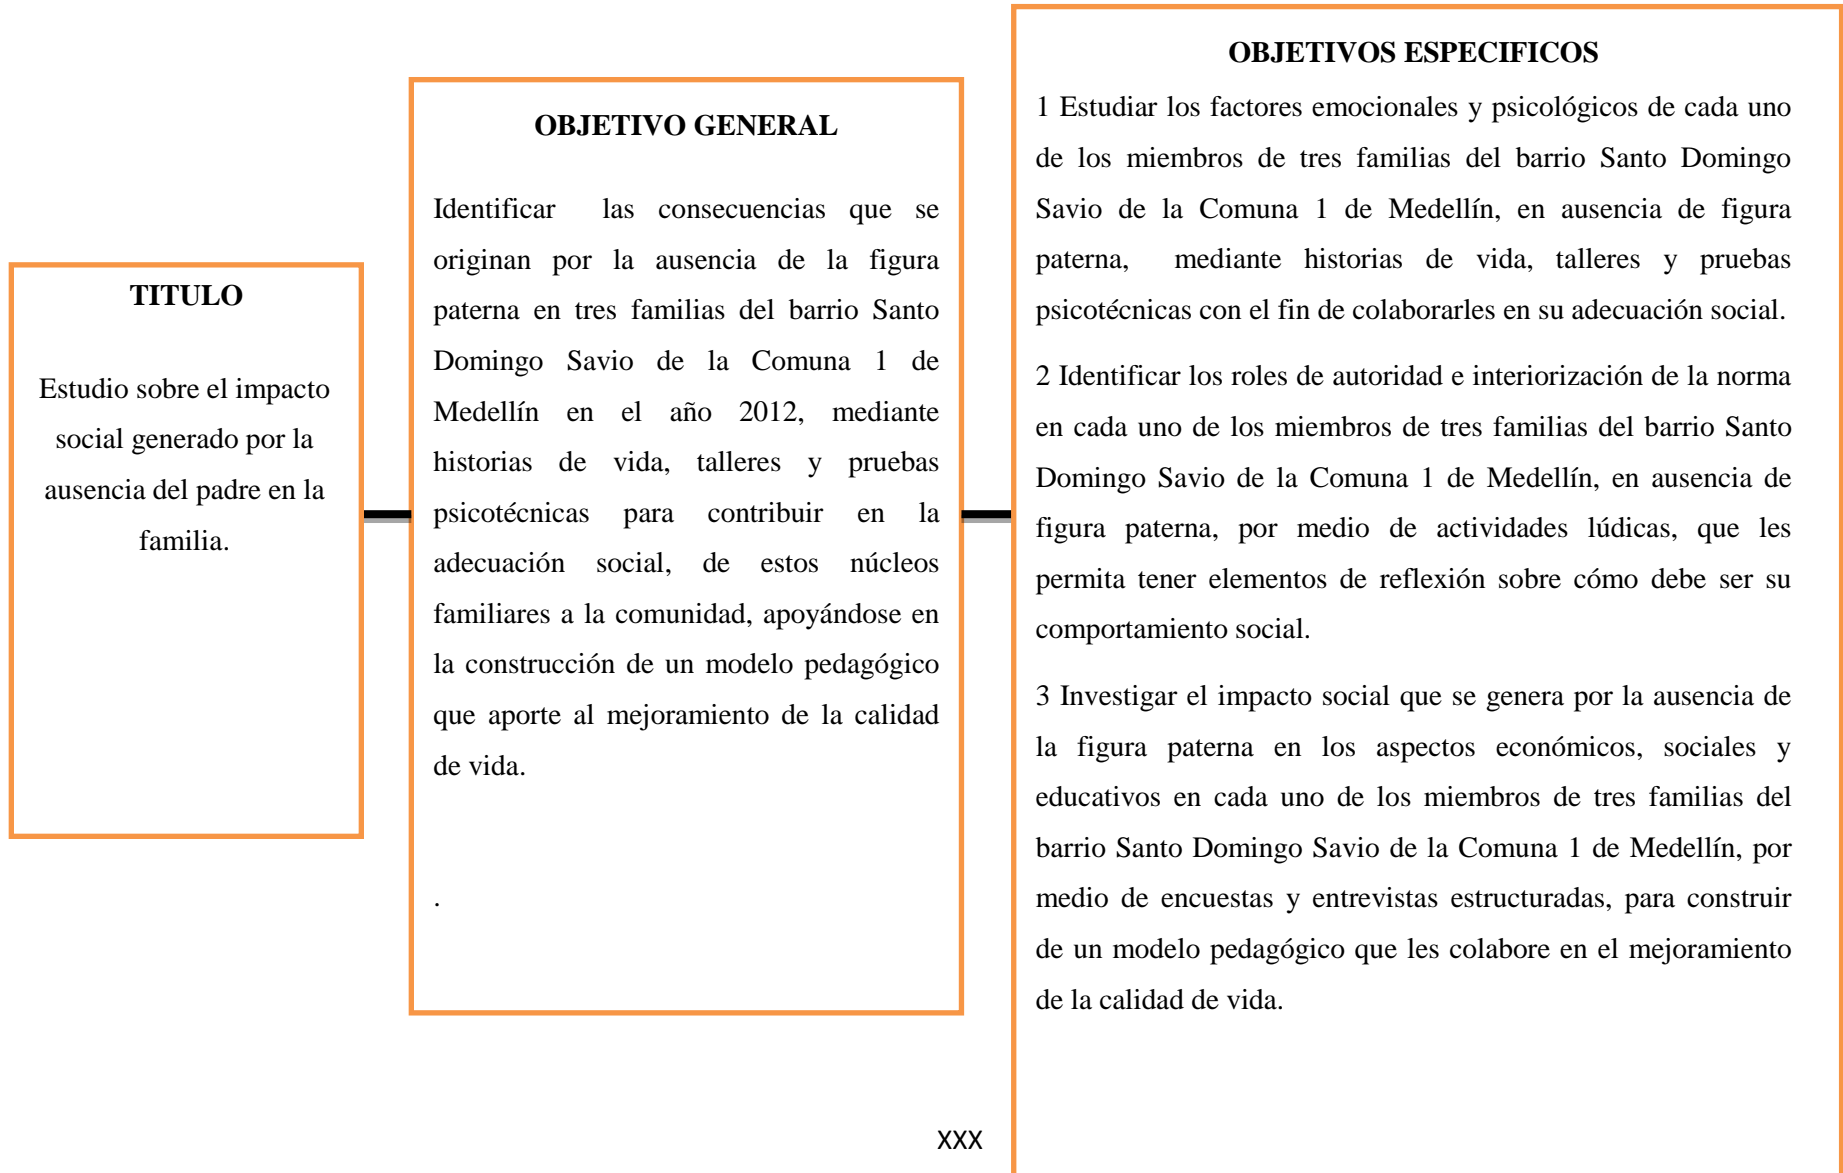 TITULO
Estudio sobre el impacto
social generado por la
ausencia del padre en la
familia.
OBJETIVO GENERAL
Identificar las consecuencias que se
originan por la ausencia de la figura
paterna en tres familias del barrio Santo
Domingo Savio de la Comuna 1 de
Medellín en el año 2012, mediante
historias de vida, talleres y pruebas
psicotécnicas para contribuir en la
adecuación social, de estos núcleos
familiares a la comunidad, apoyándose en
la construcción de un modelo pedagógico
que aporte al mejoramiento de la calidad
de vida.
.
OBJETIVOS ESPECIFICOS
1 Estudiar los factores emocionales y psicológicos de cada uno
de los miembros de tres familias del barrio Santo Domingo
Savio de la Comuna 1 de Medellín, en ausencia de figura
paterna, mediante historias de vida, talleres y pruebas
psicotécnicas con el fin de colaborarles en su adecuación social.
2 Identificar los roles de autoridad e interiorización de la norma
en cada uno de los miembros de tres familias del barrio Santo
Domingo Savio de la Comuna 1 de Medellín, en ausencia de
figura paterna, por medio de actividades lúdicas, que les
permita tener elementos de reflexión sobre cómo debe ser su
comportamiento social.
3 Investigar el impacto social que se genera por la ausencia de
la figura paterna en los aspectos económicos, sociales y
educativos en cada uno de los miembros de tres familias del
barrio Santo Domingo Savio de la Comuna 1 de Medellín, por
medio de encuestas y entrevistas estructuradas, para construir
de un modelo pedagógico que les colabore en el mejoramiento
de la calidad de vida.
XXX